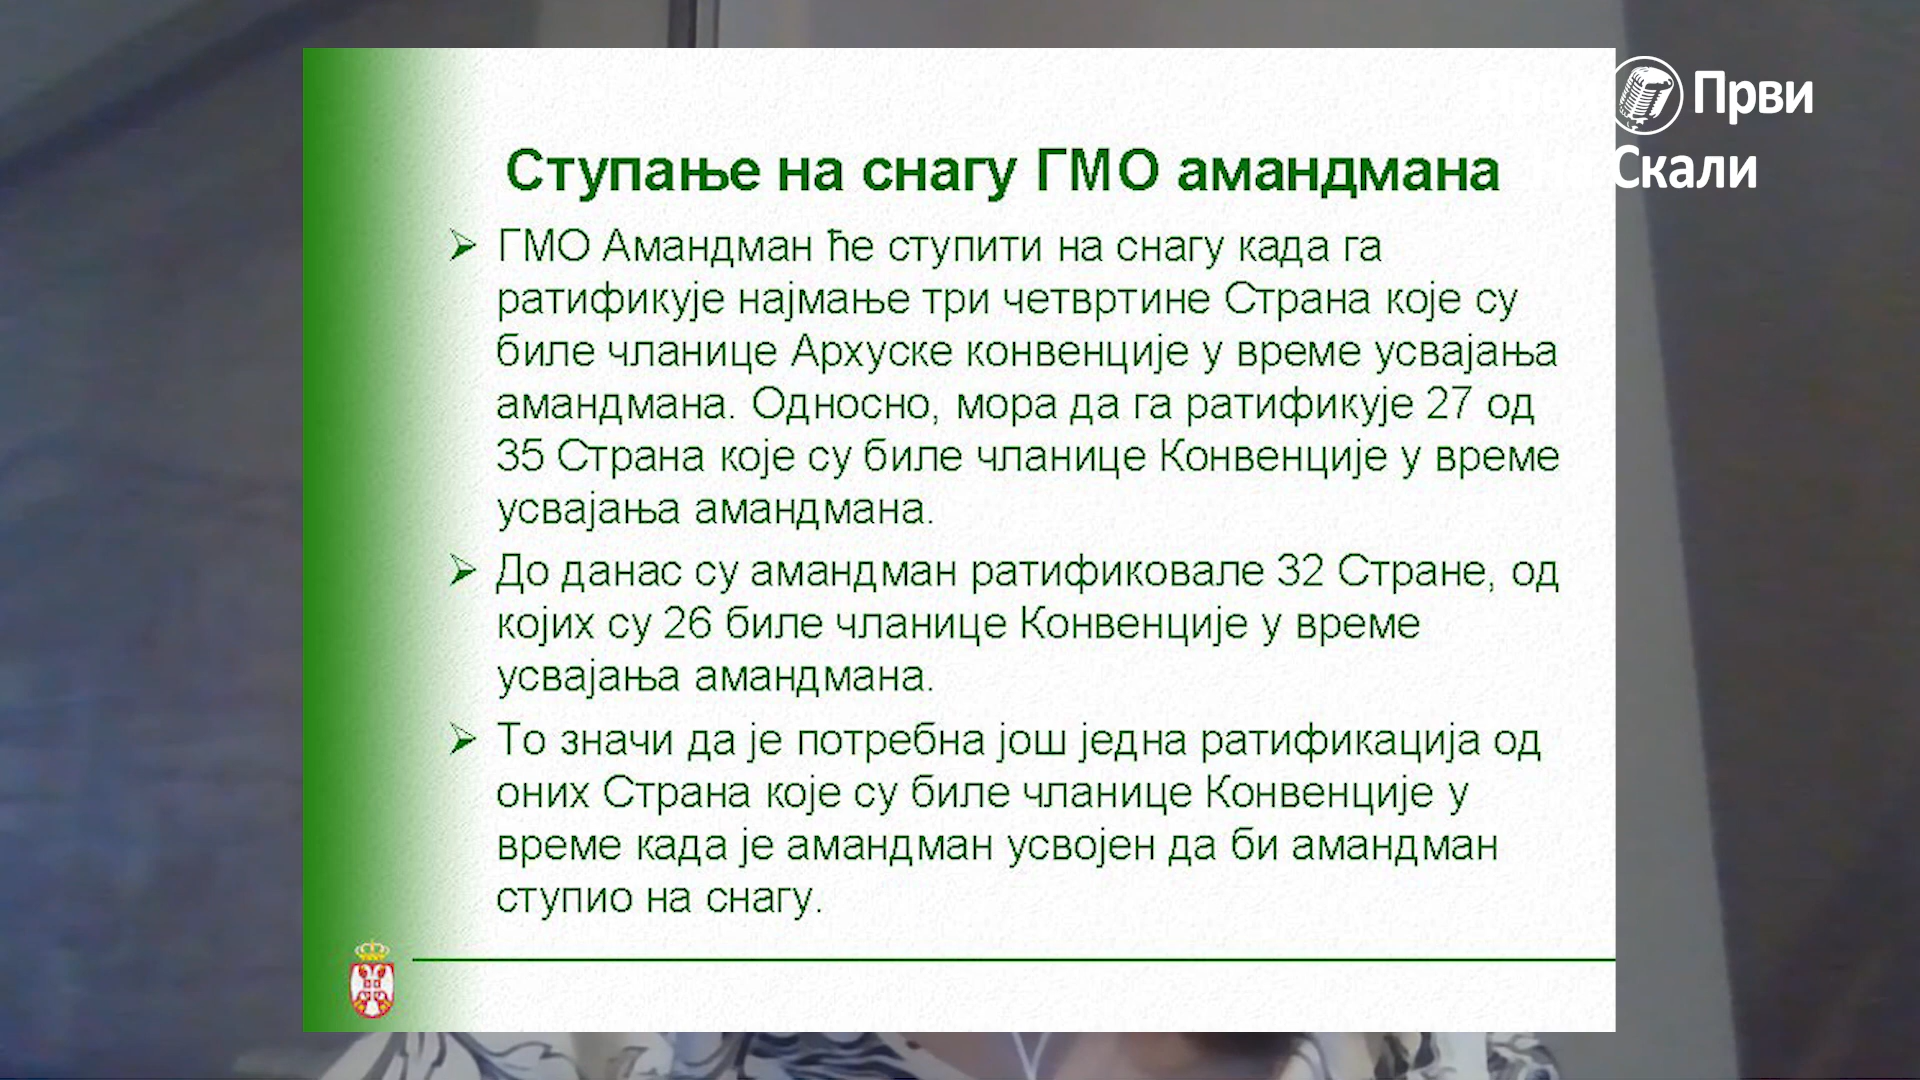 Први
Скали
Ступање на снагу ГМО амандмана
ГМО Амандман ће ступити на снагу када га
ратификује најмање три четвртине Страна које су
биле чланице Архуске конвенције у време усвајања
амандмана. Односно, мора да га ратификује 27 од
35 Страна које су биле чланице Конвенције у време
усвајања амандмана.
До данас су амандман ратификовале 32 Стране, од
којих су 26 биле чланице Конвенције у време
усвајања амандмана.
То значи да је потребна још једна ратификација од
оних Страна које су биле чланице Конвенције у
време када је амандман усвојен да би амандман
ступио на снагу.